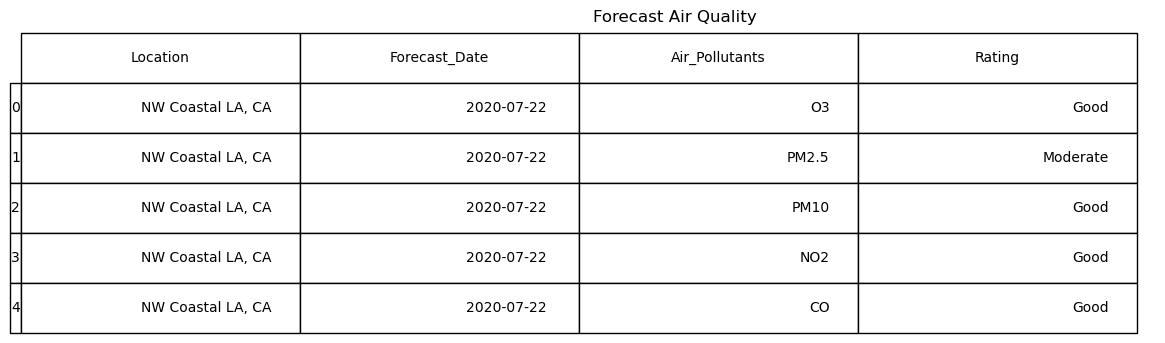 Forecast Air Quality
Location Forecast_Date Air_Pollutants Rating
0 NW Coastal LA, CA 2020-07-22 O3 Good
1 NW Coastal LA, CA 2020-07-22 PM2.5 Moderate
2 NW Coastal LA, CA 2020-07-22 PM10 Good
3 NW Coastal LA, CA 2020-07-22 NO2 Good
4 NW Coastal LA, CA 2020-07-22 CO Good